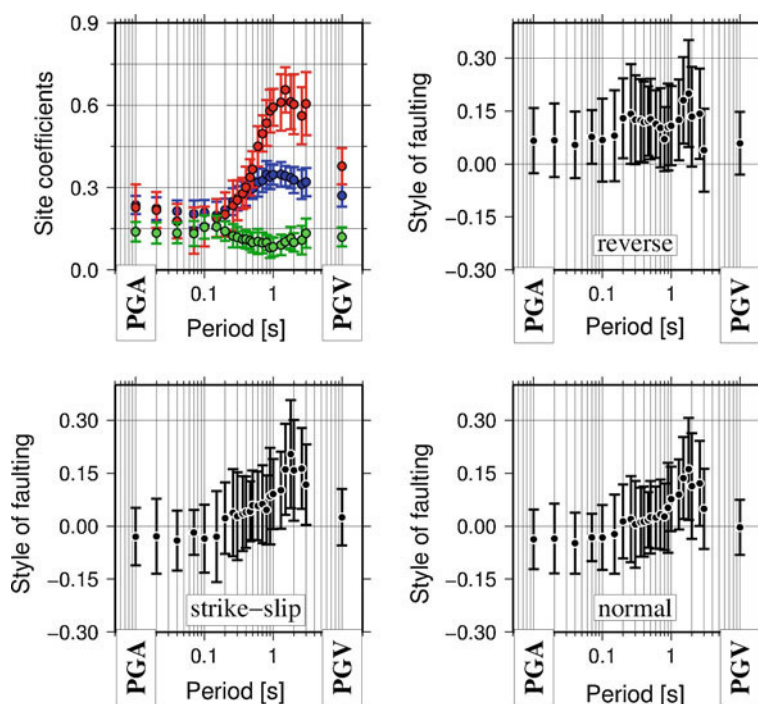 0.9
0.6
0.3
0.0
Site coefficients
0.1 1
PGA
Period [s]
PGV
0.30
0.15
0.00
−0.15
−0.30
Style of faulting
reverse
0.1 1
PGA
Period [s]
PGV
0.30
0.15
0.00
−0.15
−0.30
Style of faulting
strike−slip
0.1 1
PGA
Period [s]
PGV
0.30
0.15
0.00
−0.15
−0.30
Style of faulting
normal
0.1 1
PGA
Period [s]
PGV